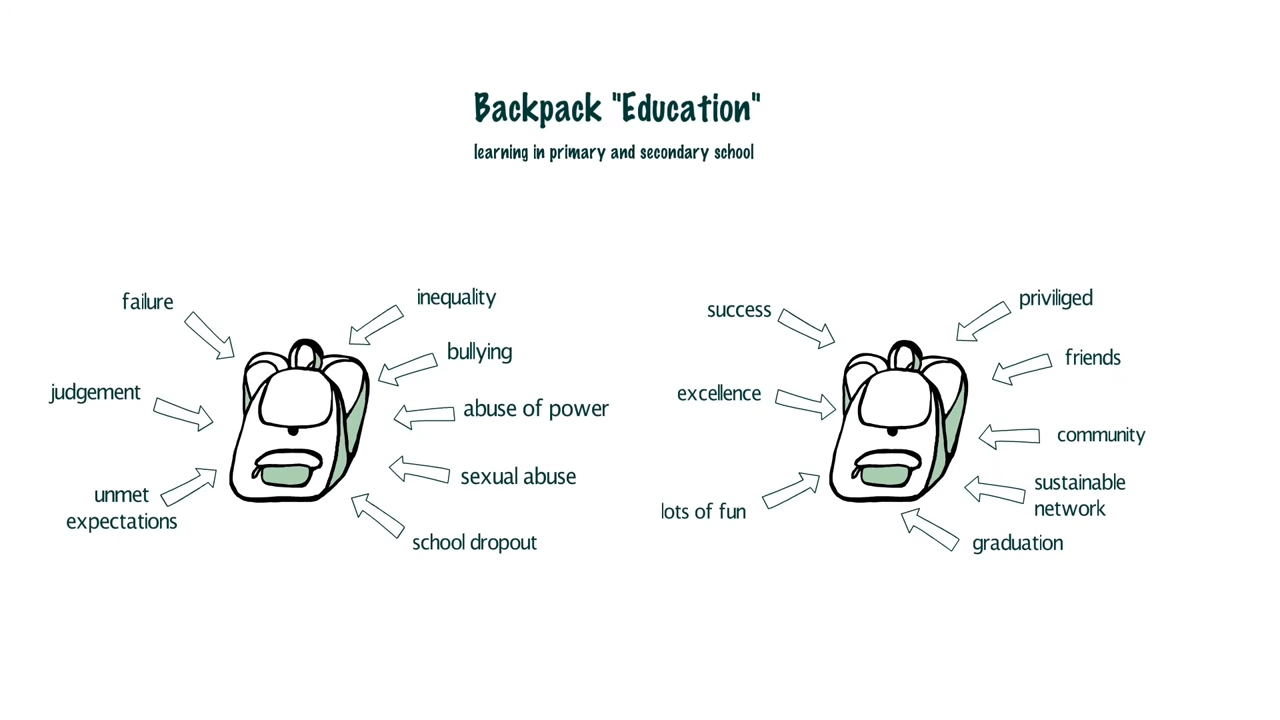 Backpack "Education"
learning in primary and secondary school
failure
inequality
bullying
judgement
abuse of power
sexual abuse
unmet
expectations
school dropout
success
priviliged
friends
excellence
community
sustainable
network
lots of fun
graduation